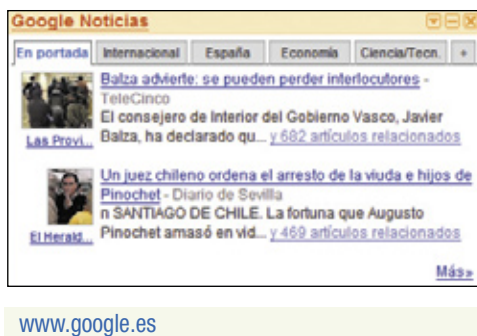 Google Noticias
En portada Internacional España Economía Ciencia/Tecn. +
Balza advierte: se pueden perder interlocutores -
TeleCinco
El consejero de Interior del Gobierno Vasco, Javier
Balza, ha declarado qu... y 682 artículos relacionados
Las Provi...
Un juez chileno ordena el arresto de la viuda e hijos de
Pinochet - Diario de Sevilla
n SANTIAGO DE CHILE. La fortuna que Augusto
Pinochet amasó en vid... y 469 artículos relacionados
El Herald...
Más»
www.google.es